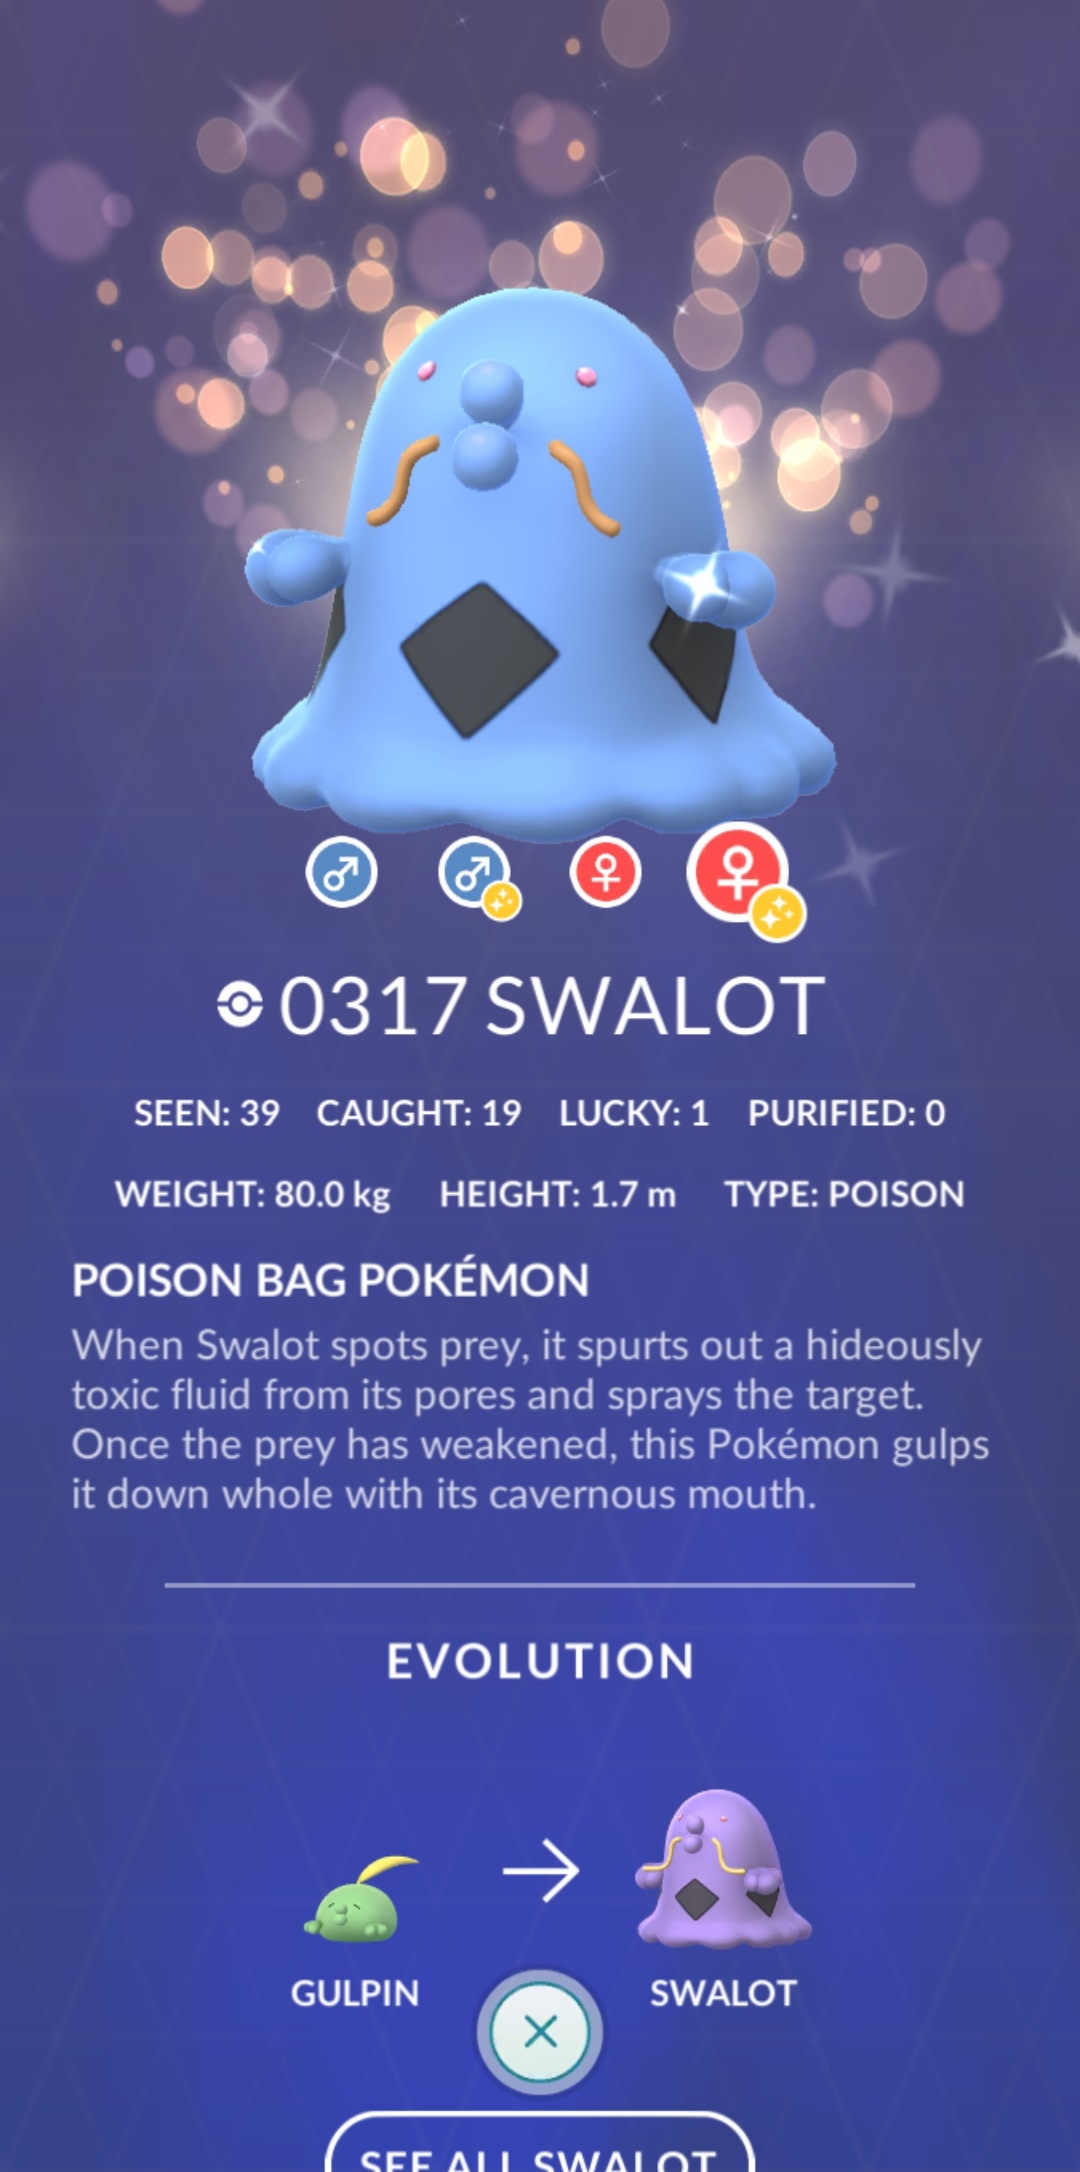 0317 SWALOT
SEEN: 39 CAUGHT: 19 LUCKY: 1 PURIFIED: 0
WEIGHT: 80.0 kg HEIGHT: 1.7 m TYPE: POISON
POISON BAG POKÉMON
When Swalot spots prey, it spurts out a hideously
toxic fluid from its pores and sprays the target.
Once the prey has weakened, this Pokémon gulps
it down whole with its cavernous mouth.
EVOLUTION
GULPIN SWALOT
SEE ALL SWALOT